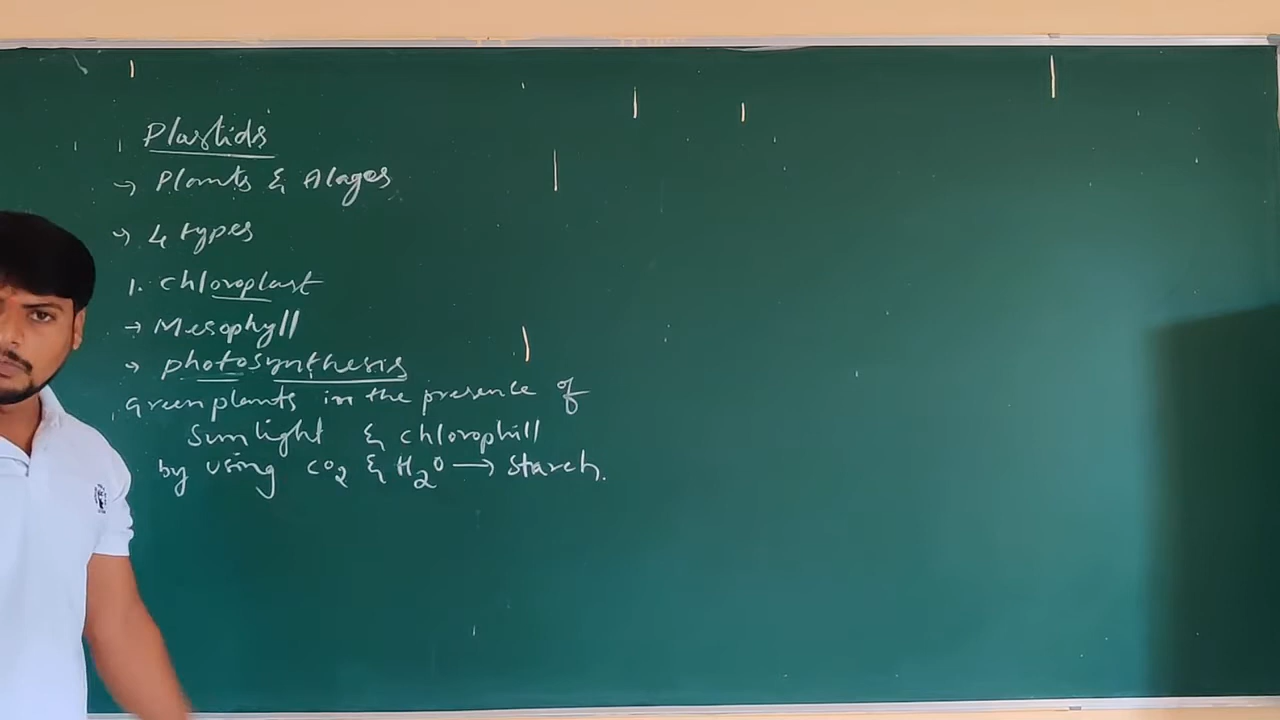 Plastids
→ Plants & Alages
→ 4 types
1. chloroplast
→ Mesophyll
→ photosynthesis
Green plants in the presence of
Sunlight & chlorophill
by using CO2 & H2O → Starch.